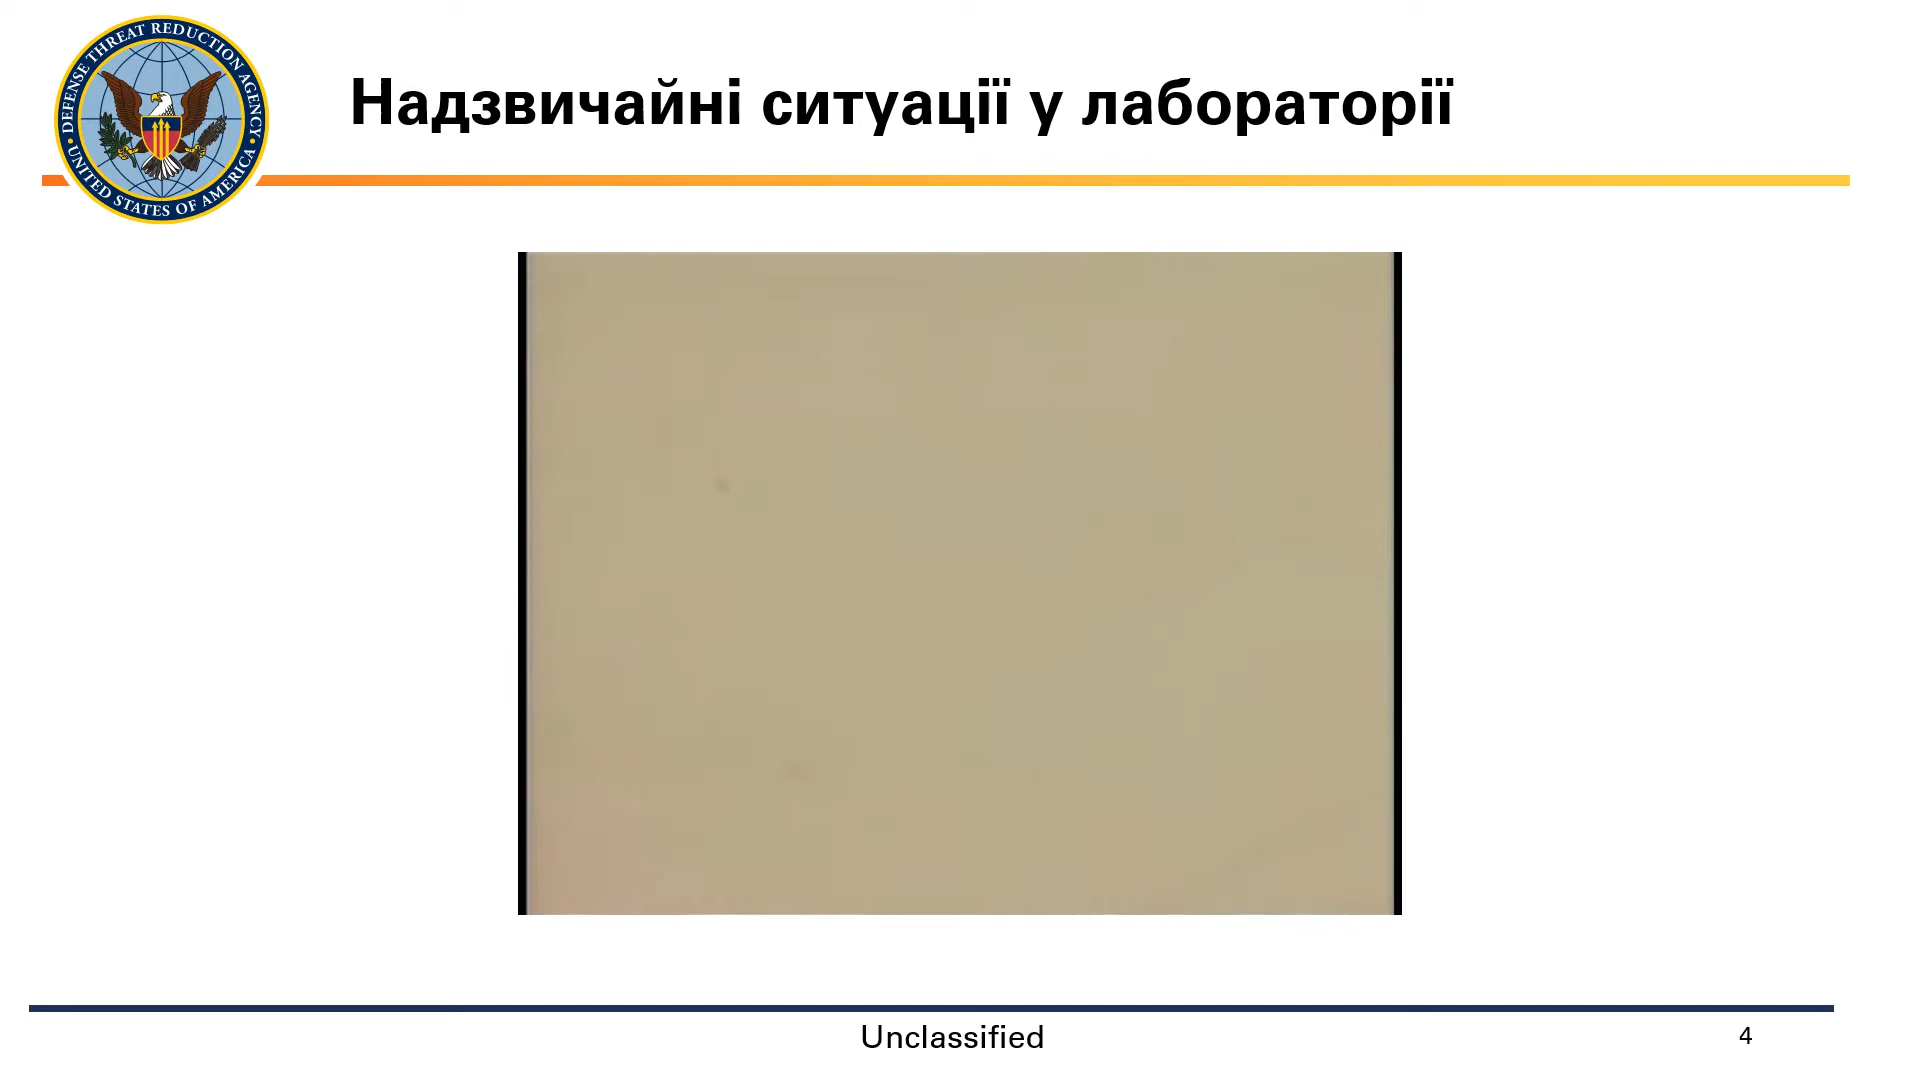 DEFENSE THREAT REDUCTION AGENCY
UNITED STATES OF AMERICA
Надзвичайні ситуації у лабораторії
Unclassified
4